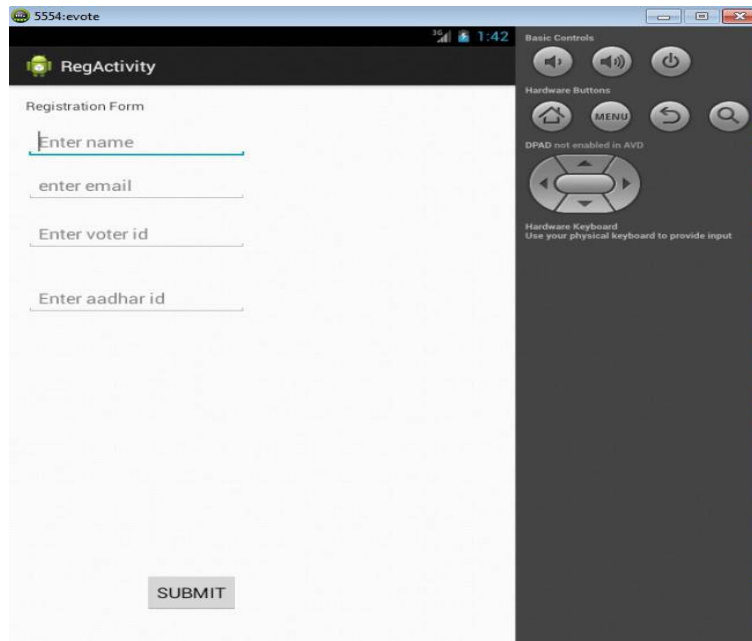 5554:evote
3G 1:42
RegActivity
Registration Form
Enter name
enter email
Enter voter id
Enter aadhar id
SUBMIT
Basic Controls
Hardware Buttons
MENU
DPAD not enabled in AVD
Hardware Keyboard
Use your physical keyboard to provide input